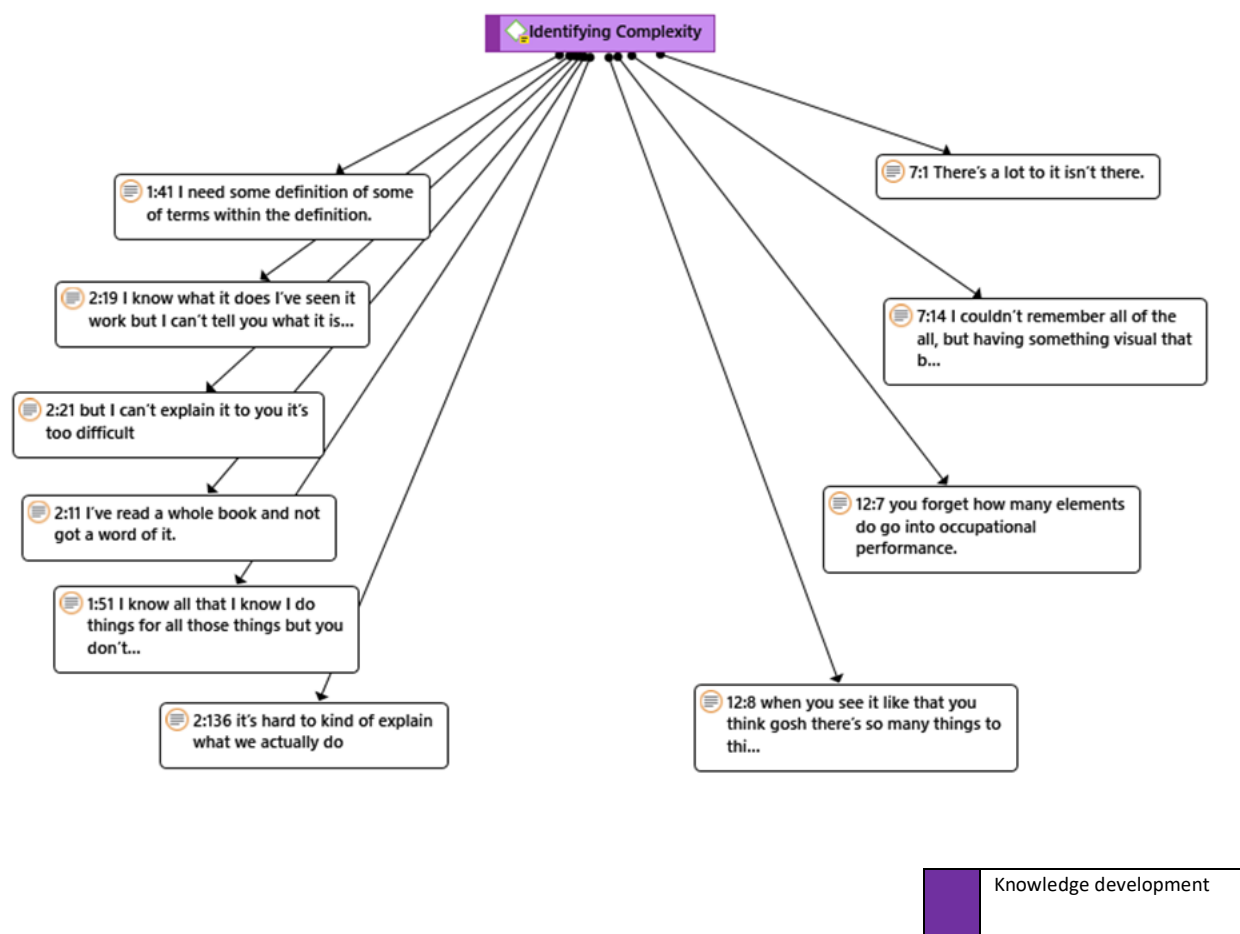 Identifying Complexity
7:1 There's a lot to it isn't there.
1:41 I need some definition of some
of terms within the definition.
2:19 I know what it does I've seen it
work but I can't tell you what it is...
7:14 I couldn't remember all of the
all, but having something visual that
b...
2:21 but I can't explain it to you it's
too difficult
2:11 I've read a whole book and not
got a word of it.
12:7 you forget how many elements
do go into occupational
performance.
1:51 I know all that I know I do
things for all those things but you
don't...
2:136 it's hard to kind of explain
what we actually do
12:8 when you see it like that you
think gosh there's so many things to
thi...
Knowledge development